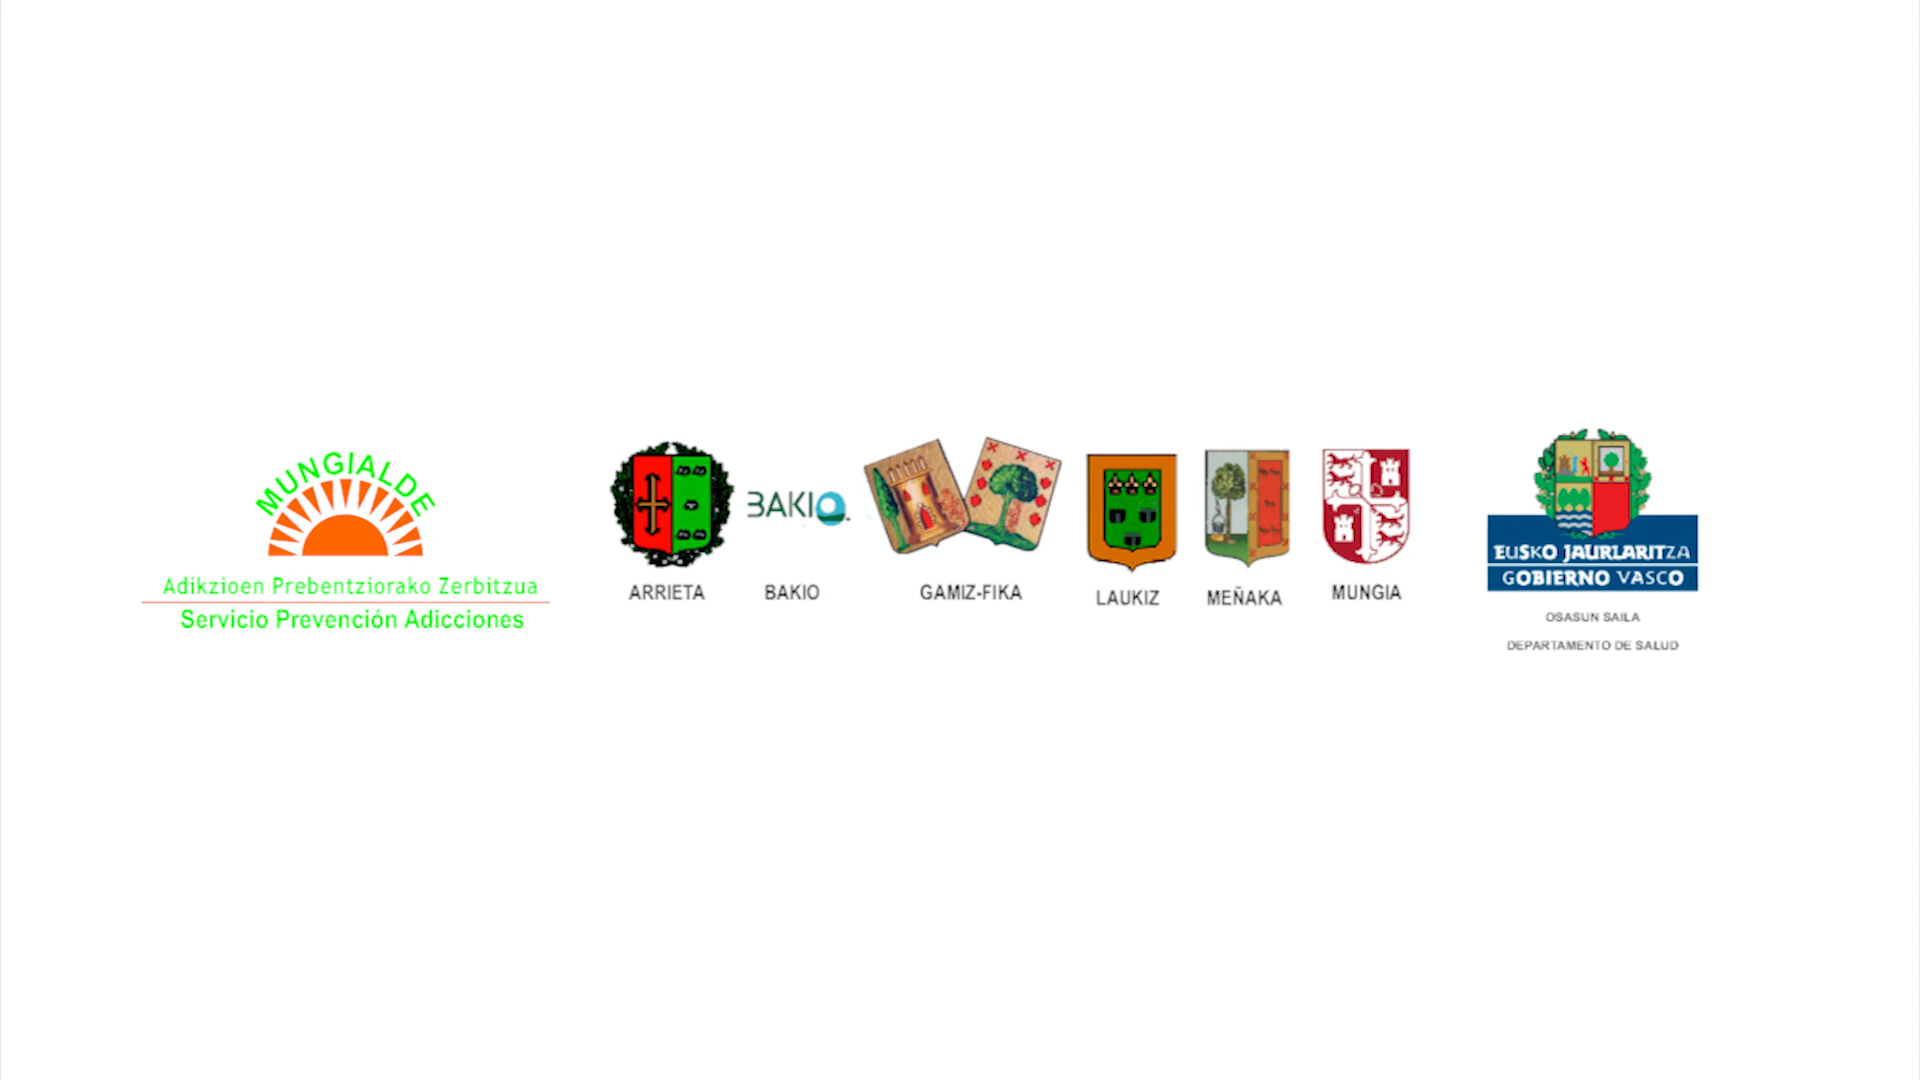 MUNGIALDE
Adikzioen Prebentziorako Zerbitzua
Servicio Prevención Adicciones
BAKIO
ARRIETA
BAKIO
GAMIZ-FIKA
LAUKIZ
MEÑAKA
MUNGIA
EUSKO JAURLARITZA
GOBIERNO VASCO
OSASUN SAILA
DEPARTAMENTO DE SALUD